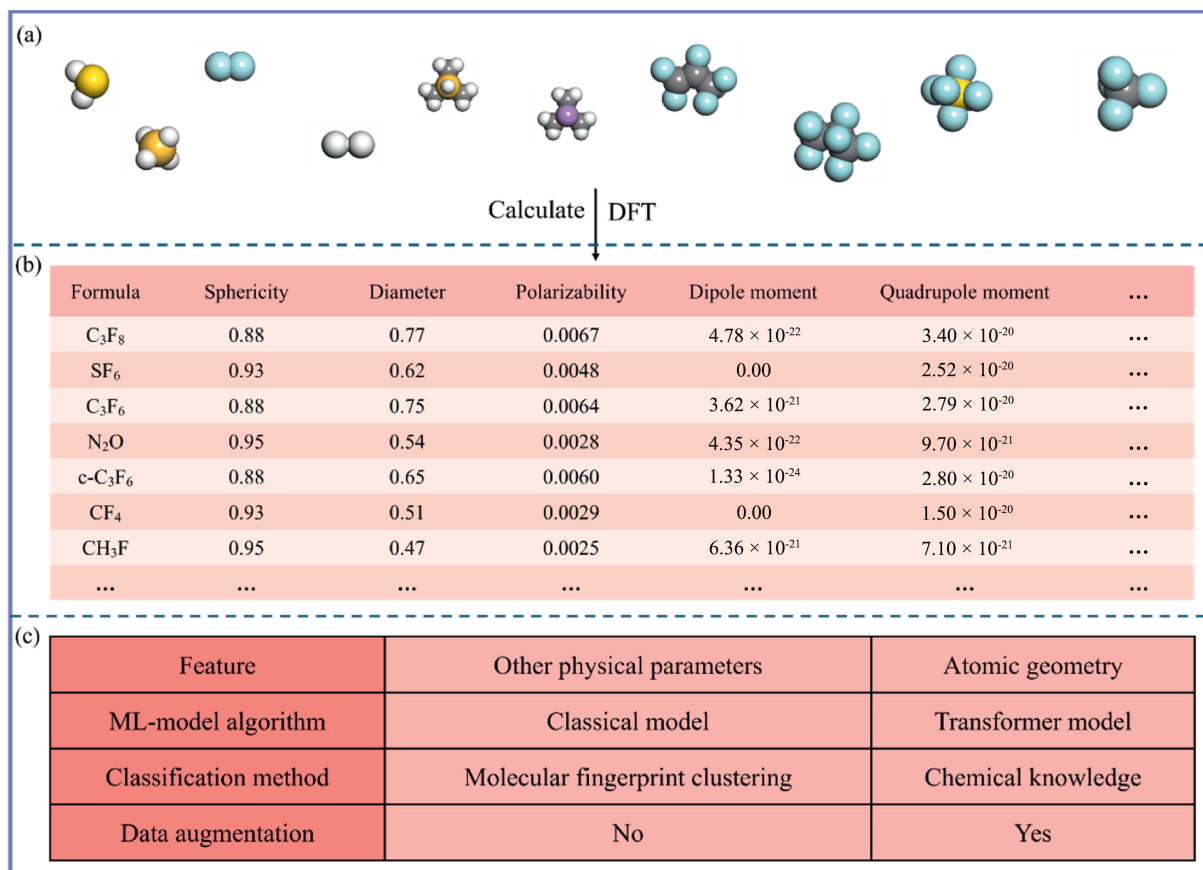 (a)
Calculate DFT
(b)
Formula Sphericity Diameter Polarizability Dipole moment Quadrupole moment ...
C₃F₈ 0.88 0.77 0.0067 4.78 × 10⁻²² 3.40 × 10⁻²⁰ ...
SF₆ 0.93 0.62 0.0048 0.00 2.52 × 10⁻²⁰ ...
C₃F₆ 0.88 0.75 0.0064 3.62 × 10⁻²¹ 2.79 × 10⁻²⁰ ...
N₂O 0.95 0.54 0.0028 4.35 × 10⁻²² 9.70 × 10⁻²¹ ...
c-C₃F₆ 0.88 0.65 0.0060 1.33 × 10⁻²⁴ 2.80 × 10⁻²⁰ ...
CF₄ 0.93 0.51 0.0029 0.00 1.50 × 10⁻²⁰ ...
CH₃F 0.95 0.47 0.0025 6.36 × 10⁻²¹ 7.10 × 10⁻²¹ ...
... ... ... ... ... ... ...
(c)
Feature Other physical parameters Atomic geometry
ML-model algorithm Classical model Transformer model
Classification method Molecular fingerprint clustering Chemical knowledge
Data augmentation No Yes